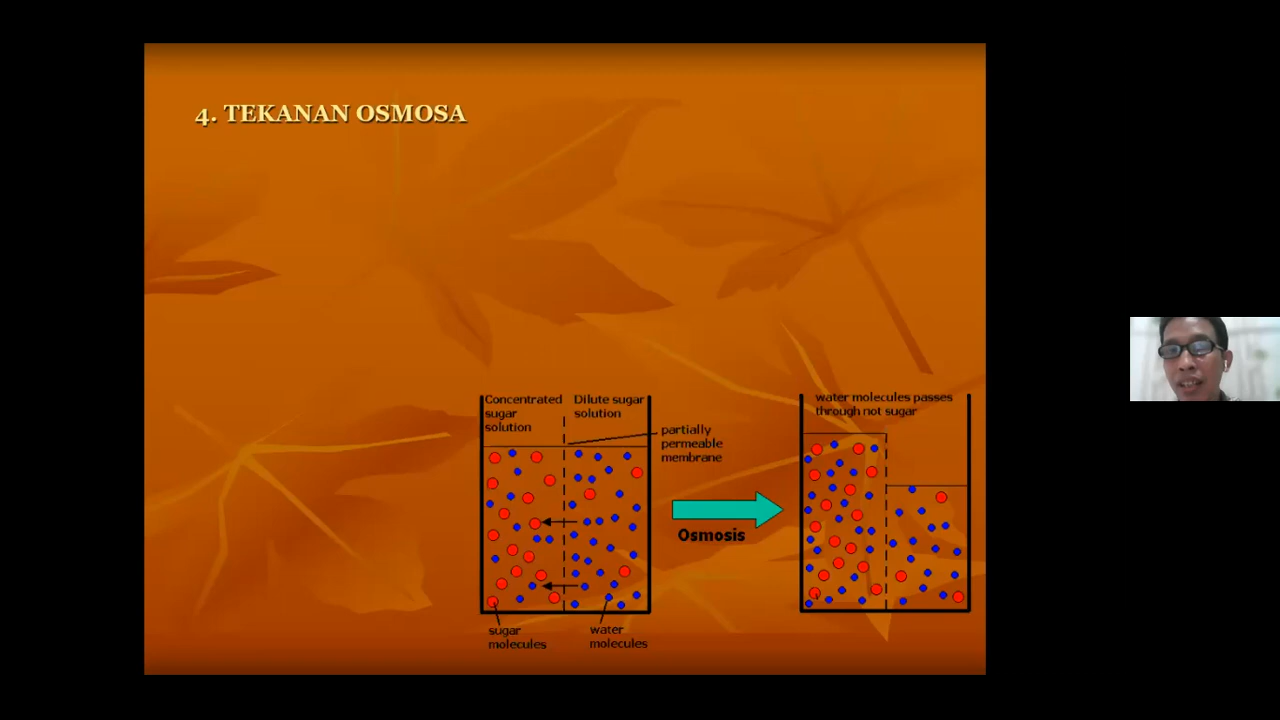 4. TEKANAN OSMOSA
Concentrated
sugar
solution
Dilute sugar
solution
partially
permeable
membrane
Osmosis
water molecules passes
through not sugar
sugar
molecules
water
molecules